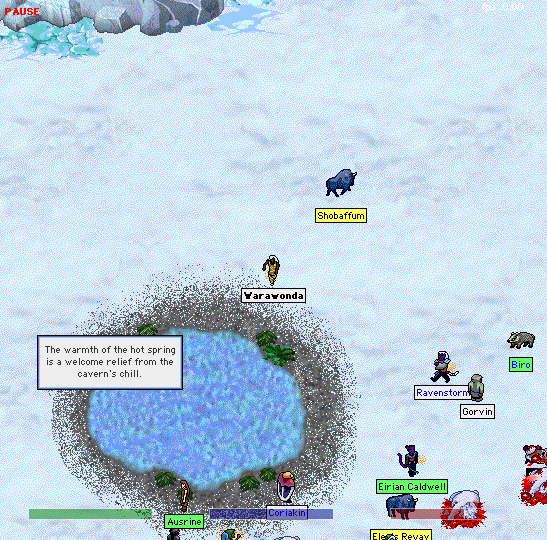 PAUSE
Shobaffum
Warawonda
The warmth of the hot spring
is a welcome relief from the
cavern's chill.
Biro
Ravenstorm
Gorvin
Eirian Caldwell
Coriakin
Ausrine
Revay